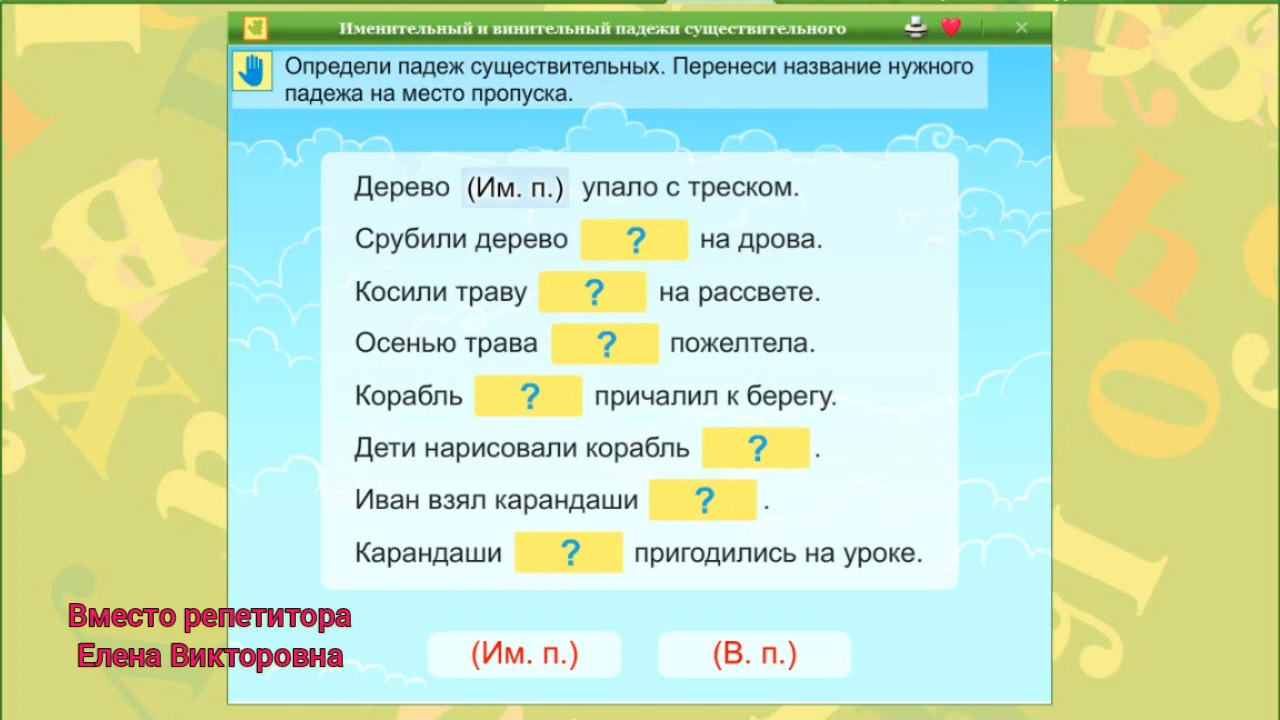 Именительный и винительный падежи существительного
Определи падеж существительных. Перенеси название нужного
падежа на место пропуска.
Дерево (Им. п.) упало с треском.
Срубили дерево ? на дрова.
Косили траву ? на рассвете.
Осенью трава ? пожелтела.
Корабль ? причалил к берегу.
Дети нарисовали корабль ? .
Иван взял карандаши ? .
Карандаши ? пригодились на уроке.
(Им. п.) (В. п.)
Вместо репетитора
Елена Викторовна